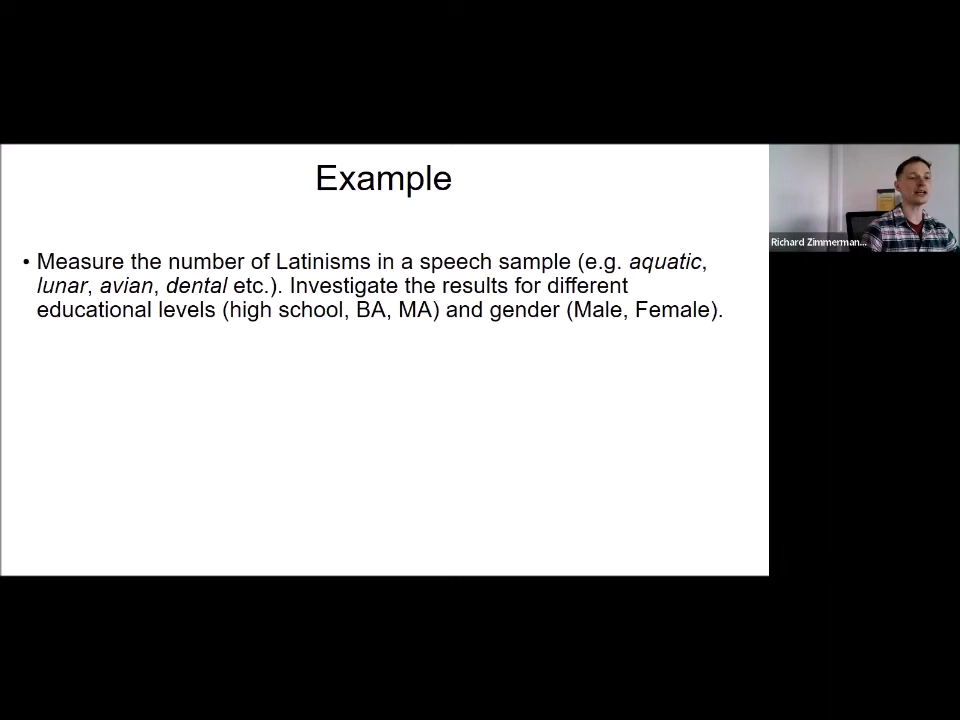 Example
• Measure the number of Latinisms in a speech sample (e.g. aquatic,
lunar, avian, dental etc.). Investigate the results for different
educational levels (high school, BA, MA) and gender (Male, Female).
Richard Zimmerman...